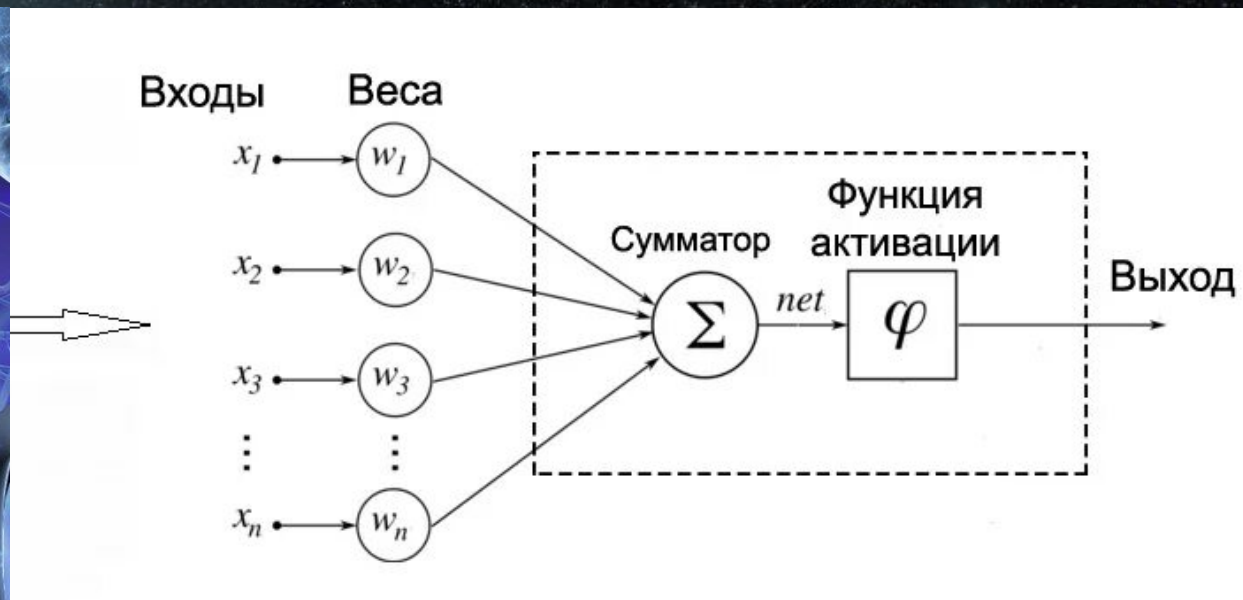 Входы Веса
x₁ w₁
Функция
Сумматор активации
x₂ w₂
Выход
net
Σ φ
x₃ w₃
⋮ ⋮
xₙ wₙ